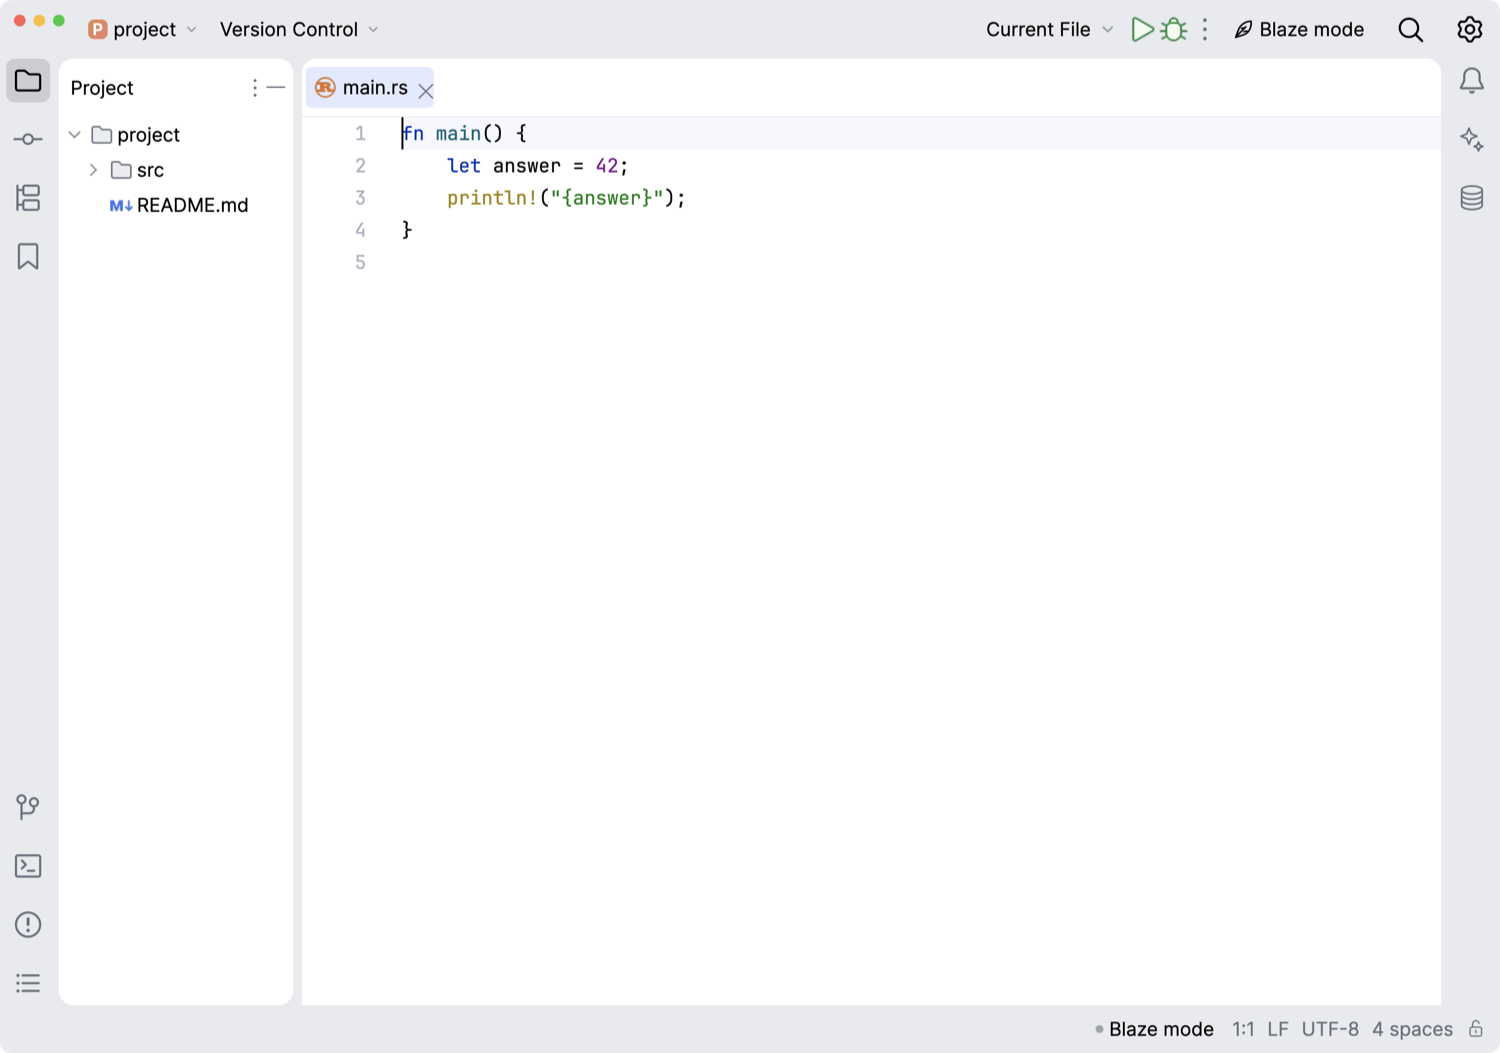 P project Version Control Current File Blaze mode
Project
main.rs
project
src
M↓ README.md
1 fn main() {
2     let answer = 42;
3     println!("{answer}");
4 }
5
Blaze mode 1:1 LF UTF-8 4 spaces